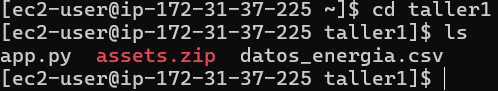 [ec2-user@ip-172-31-37-225 ~]$ cd taller1
[ec2-user@ip-172-31-37-225 taller1]$ ls
app.py  assets.zip  datos_energia.csv
[ec2-user@ip-172-31-37-225 taller1]$